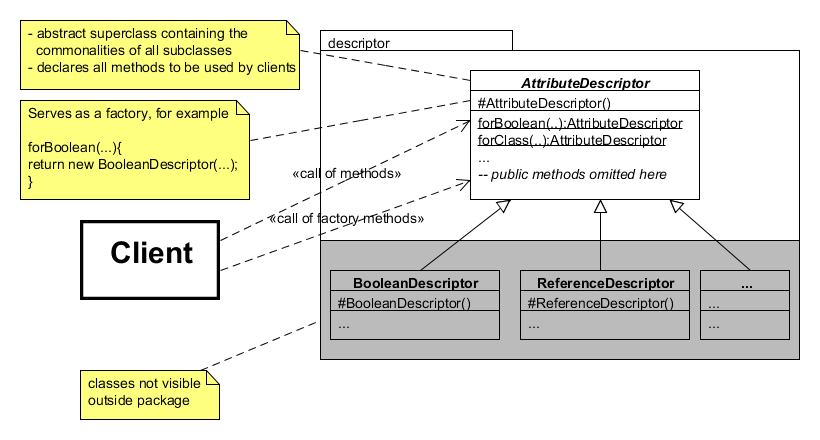 - abstract superclass containing the
commonalities of all subclasses
- declares all methods to be used by clients
descriptor
AttributeDescriptor
#AttributeDescriptor()
forBoolean(..):AttributeDescriptor
forClass(..):AttributeDescriptor
...
-- public methods omitted here
Serves as a factory, for example
forBoolean(...){
return new BooleanDescriptor(...);
}
«call of methods»
«call of factory methods»
Client
BooleanDescriptor
#BooleanDescriptor()
...
ReferenceDescriptor
#ReferenceDescriptor()
...
...
...
...
classes not visible
outside package